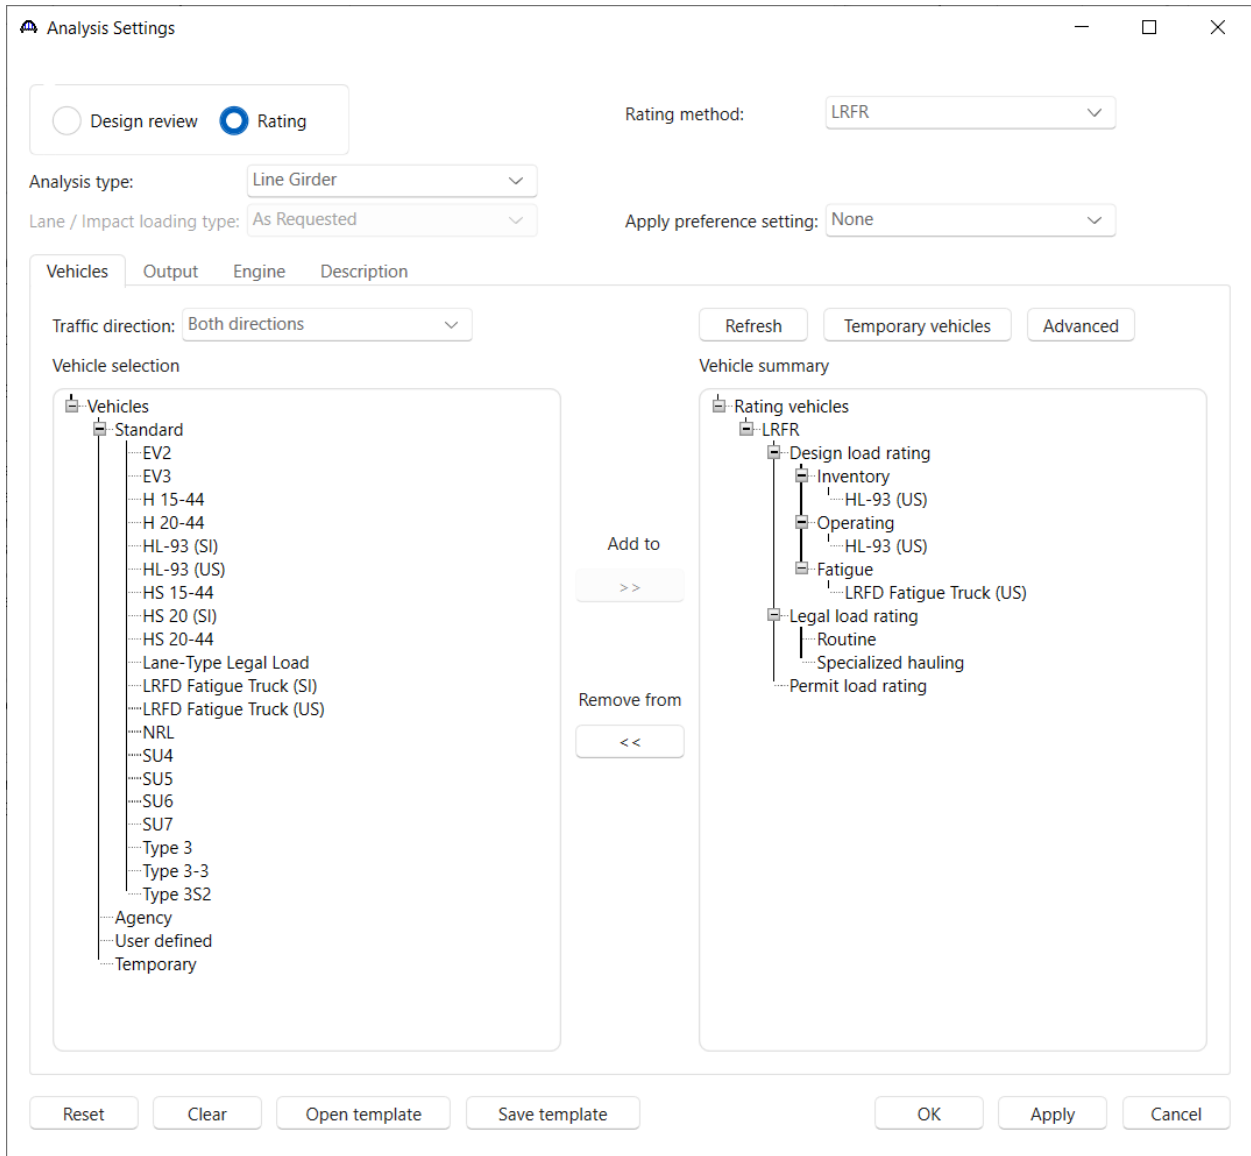 Analysis Settings
Design review
Rating
Rating method:
LRFR
Analysis type:
Line Girder
Lane / Impact loading type:
As Requested
Apply preference setting:
None
Vehicles
Output
Engine
Description
Traffic direction:
Both directions
Refresh
Temporary vehicles
Advanced
Vehicle selection
Vehicles
Standard
EV2
EV3
H 15-44
H 20-44
HL-93 (SI)
HL-93 (US)
HS 15-44
HS 20 (SI)
HS 20-44
Lane-Type Legal Load
LRFD Fatigue Truck (SI)
LRFD Fatigue Truck (US)
NRL
SU4
SU5
SU6
SU7
Type 3
Type 3-3
Type 3S2
Agency
User defined
Temporary
Add to
>>
Remove from
<<
Vehicle summary
Rating vehicles
LRFR
Design load rating
Inventory
HL-93 (US)
Operating
HL-93 (US)
Fatigue
LRFD Fatigue Truck (US)
Legal load rating
Routine
Specialized hauling
Permit load rating
Reset
Clear
Open template
Save template
OK
Apply
Cancel